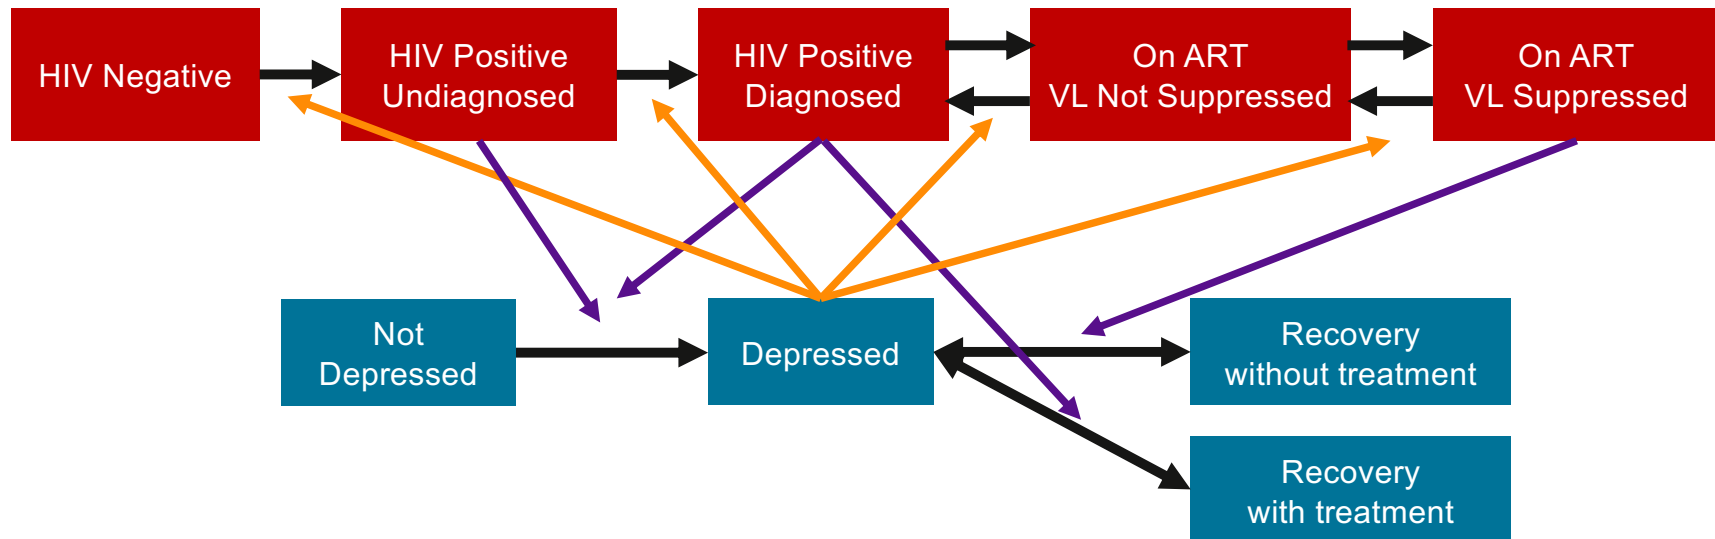 HIV Negative
HIV Positive
Undiagnosed
HIV Positive
Diagnosed
On ART
VL Not Suppressed
On ART
VL Suppressed
Not
Depressed
Depressed
Recovery
without treatment
Recovery
with treatment